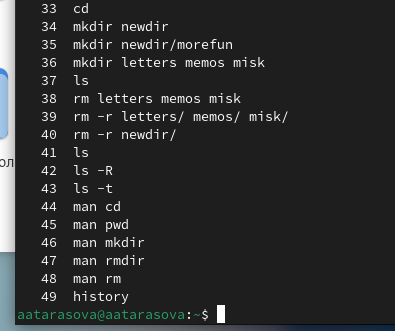 33 cd
34 mkdir newdir
35 mkdir newdir/morefun
36 mkdir letters memos misk
37 ls
38 rm letters memos misk
39 rm -r letters/ memos/ misk/
40 rm -r newdir/
41 ls
42 ls -R
43 ls -t
44 man cd
45 man pwd
46 man mkdir
47 man rmdir
48 man rm
49 history
aatarasova@aatarasova:~$
ол